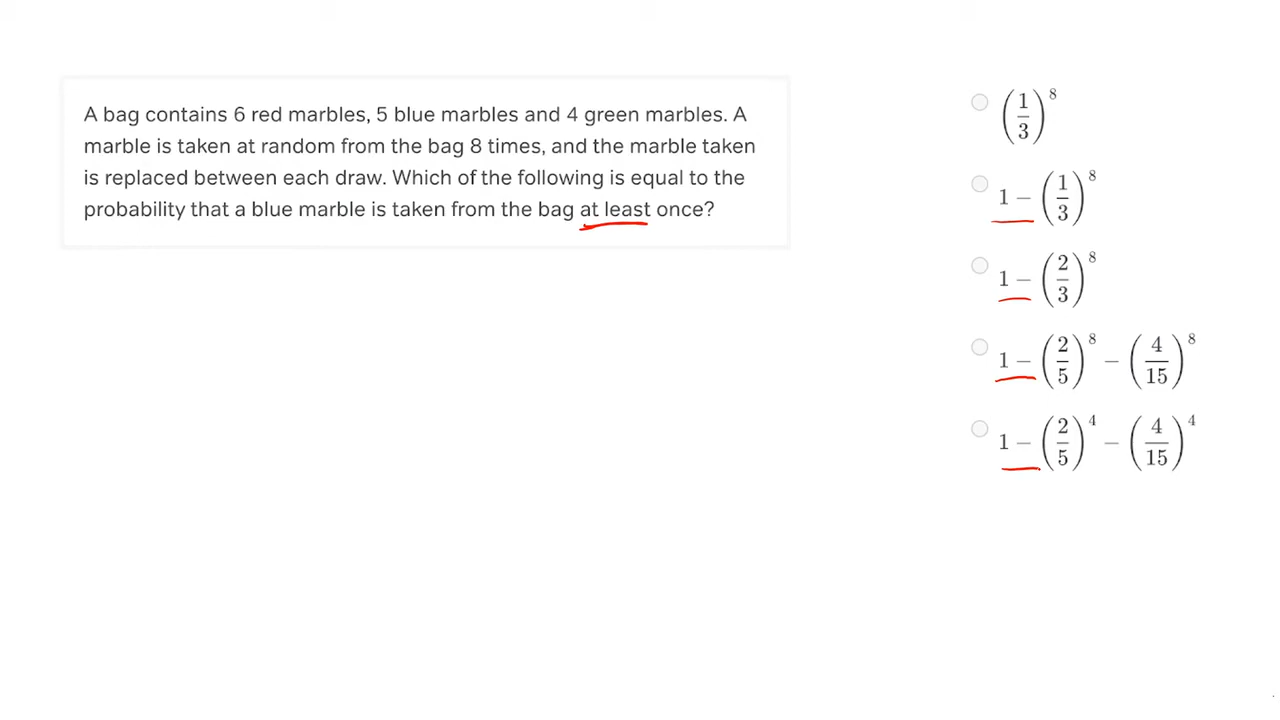 A bag contains 6 red marbles, 5 blue marbles and 4 green marbles. A
marble is taken at random from the bag 8 times, and the marble taken
is replaced between each draw. Which of the following is equal to the
probability that a blue marble is taken from the bag at least once?
(1/3)^8
1 − (1/3)^8
1 − (2/3)^8
1 − (2/5)^8 − (4/15)^8
1 − (2/5)^4 − (4/15)^4